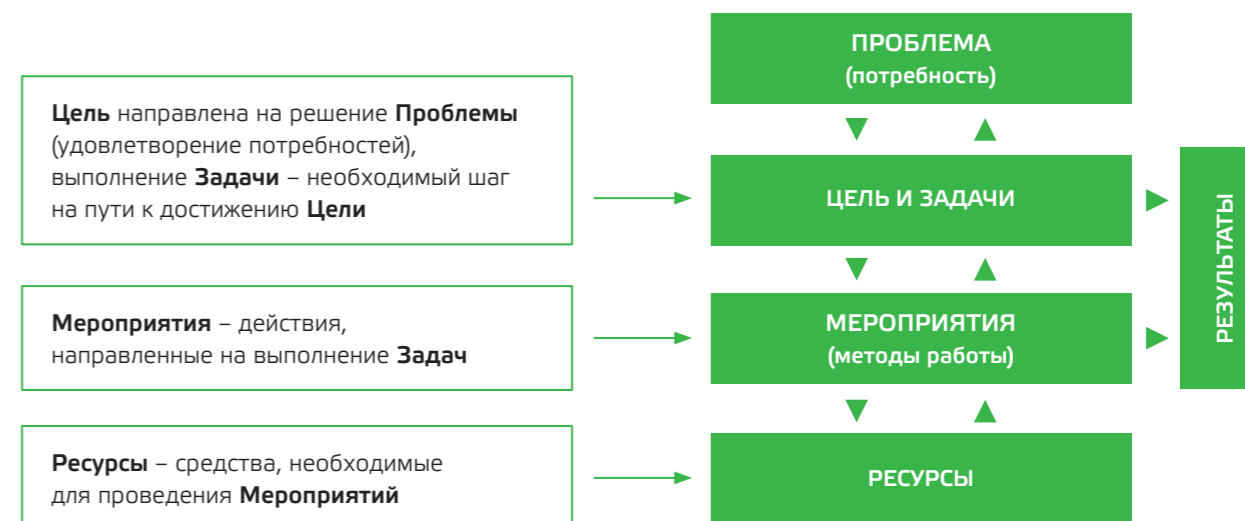 ПРОБЛЕМА
(потребность)
Цель направлена на решение Проблемы
(удовлетворение потребностей),
выполнение Задачи – необходимый шаг
на пути к достижению Цели
ЦЕЛЬ И ЗАДАЧИ
РЕЗУЛЬТАТЫ
Мероприятия – действия,
направленные на выполнение Задач
МЕРОПРИЯТИЯ
(методы работы)
Ресурсы – средства, необходимые
для проведения Мероприятий
РЕСУРСЫ